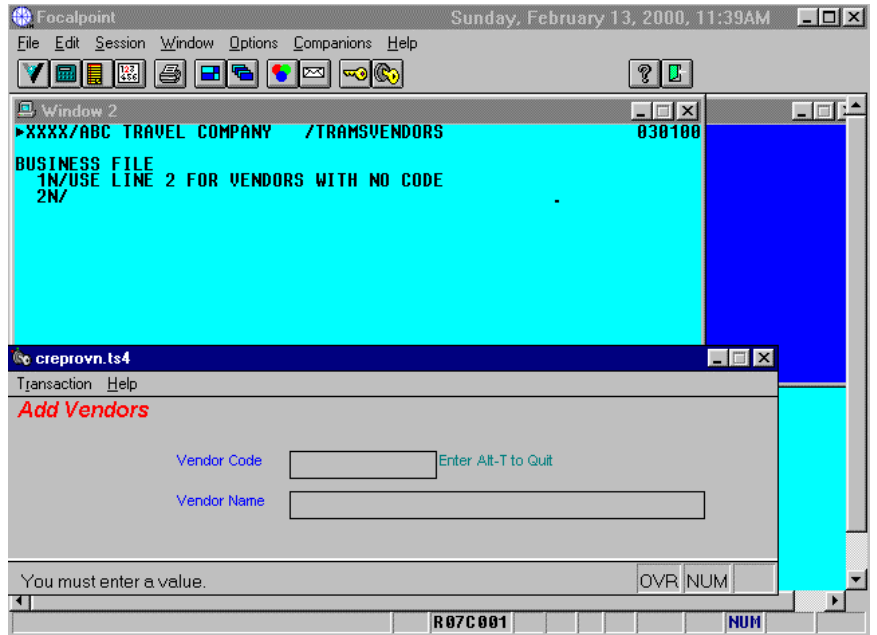 Focalpoint Sunday, February 13, 2000, 11:39AM
File Edit Session Window Options Companions Help
Window 2
►XXXX/ABC TRAVEL COMPANY /TRAMSVENDORS 030100
BUSINESS FILE
1N/USE LINE 2 FOR VENDORS WITH NO CODE
2N/ .
creprovn.ts4
Transaction Help
Add Vendors
Vendor Code Enter Alt-T to Quit
Vendor Name
You must enter a value. OVR NUM
R07C001 NUM